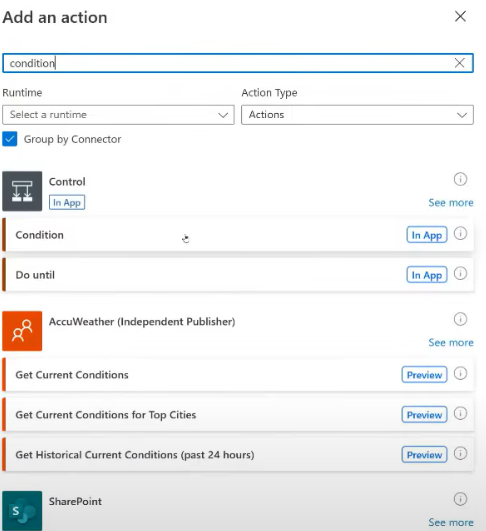 Add an action
condition
Runtime Action Type
Select a runtime Actions
Group by Connector
Control
In App
See more
Condition In App
Do until In App
AccuWeather (Independent Publisher)
See more
Get Current Conditions Preview
Get Current Conditions for Top Cities Preview
Get Historical Current Conditions (past 24 hours) Preview
S SharePoint
See more